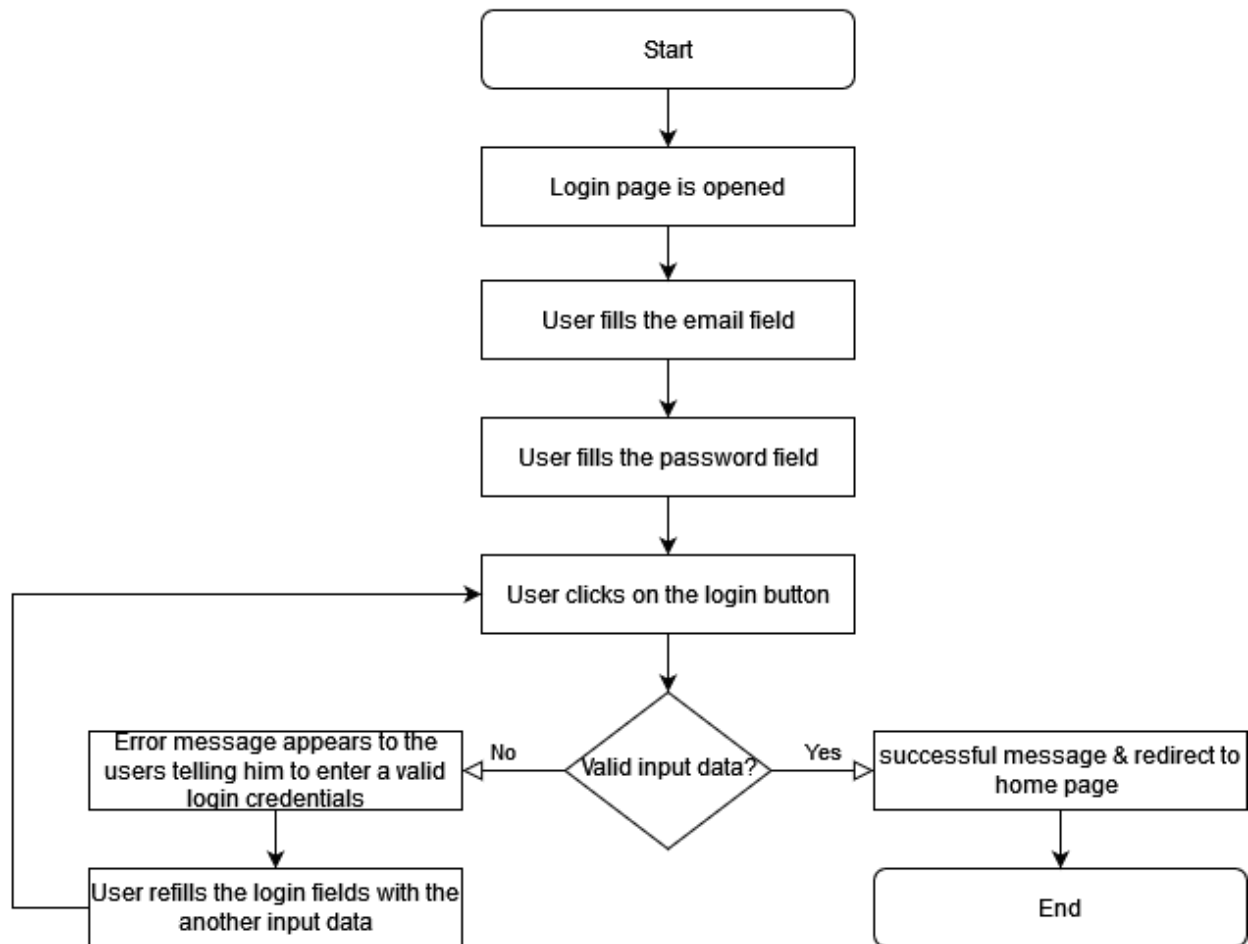 Start
Login page is opened
User fills the email field
User fills the password field
User clicks on the login button
Valid input data?
No
Yes
Error message appears to the
users telling him to enter a valid
login credentials
successful message & redirect to
home page
User refills the login fields with the
another input data
End